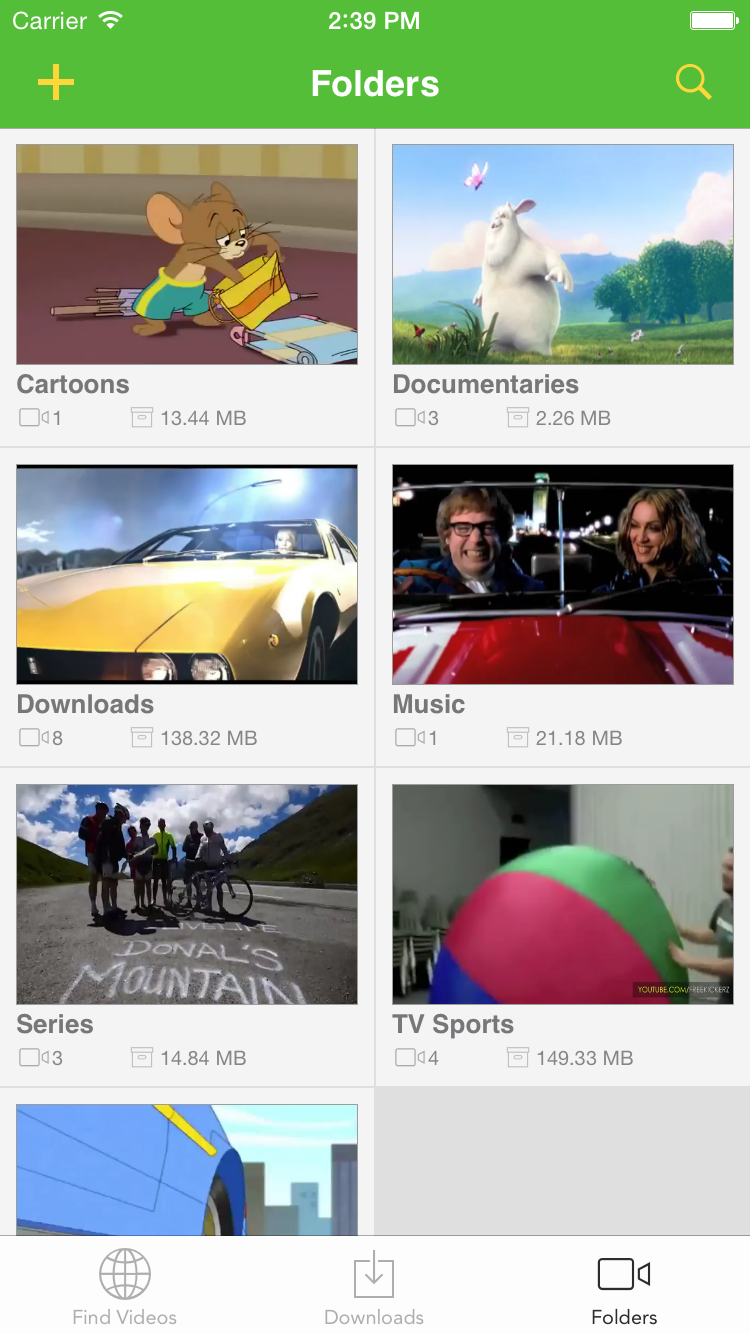 Carrier 2:39 PM
Folders
Cartoons
1 13.44 MB
Documentaries
3 2.26 MB
Downloads
8 138.32 MB
Music
1 21.18 MB
LIVELIFE
DONAL'S
MOUNTAIN
YOUTUBE.COM/FREEKICKERZ
Series
3 14.84 MB
TV Sports
4 149.33 MB
Find Videos
Downloads
Folders